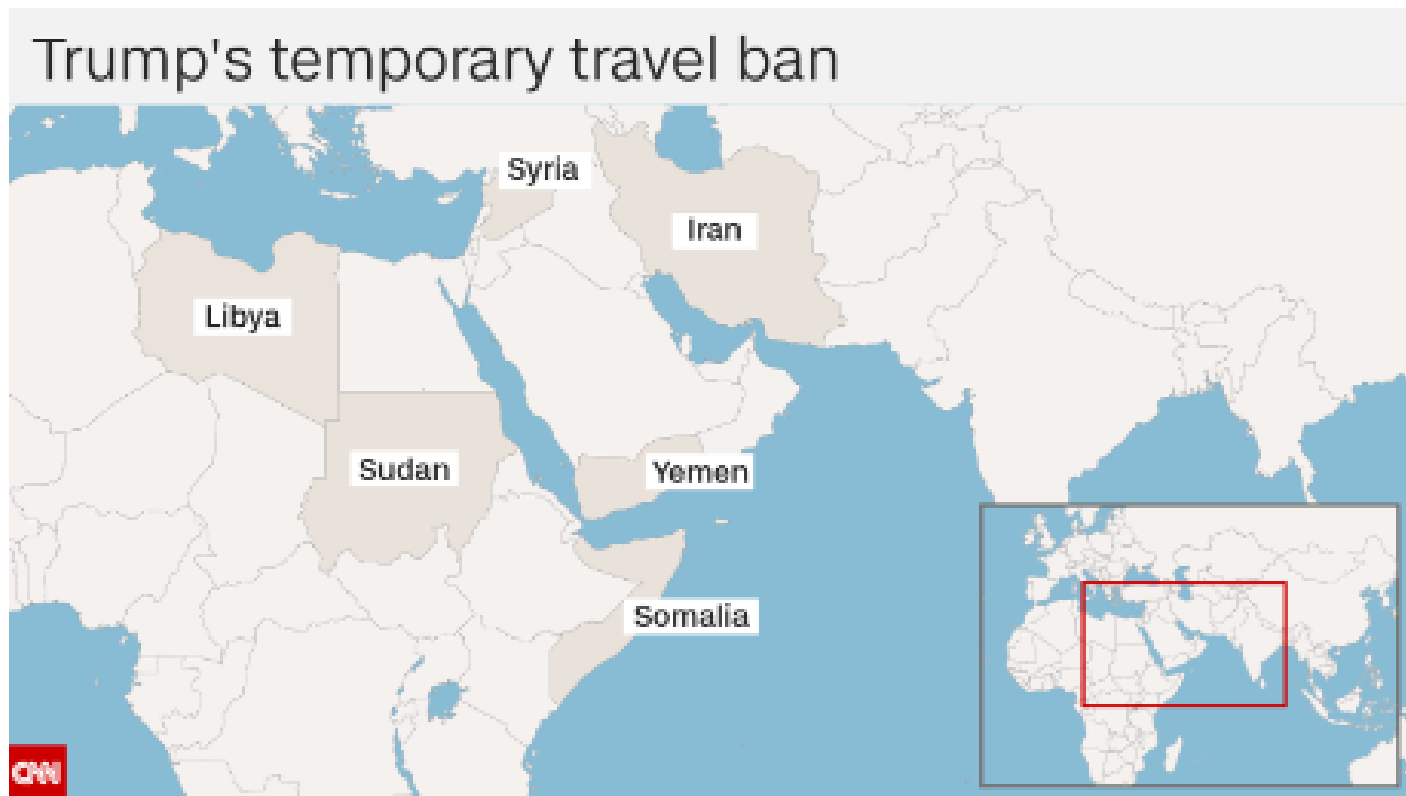 Trump's temporary travel ban
Syria
Iran
Libya
Sudan
Yemen
Somalia
CNN